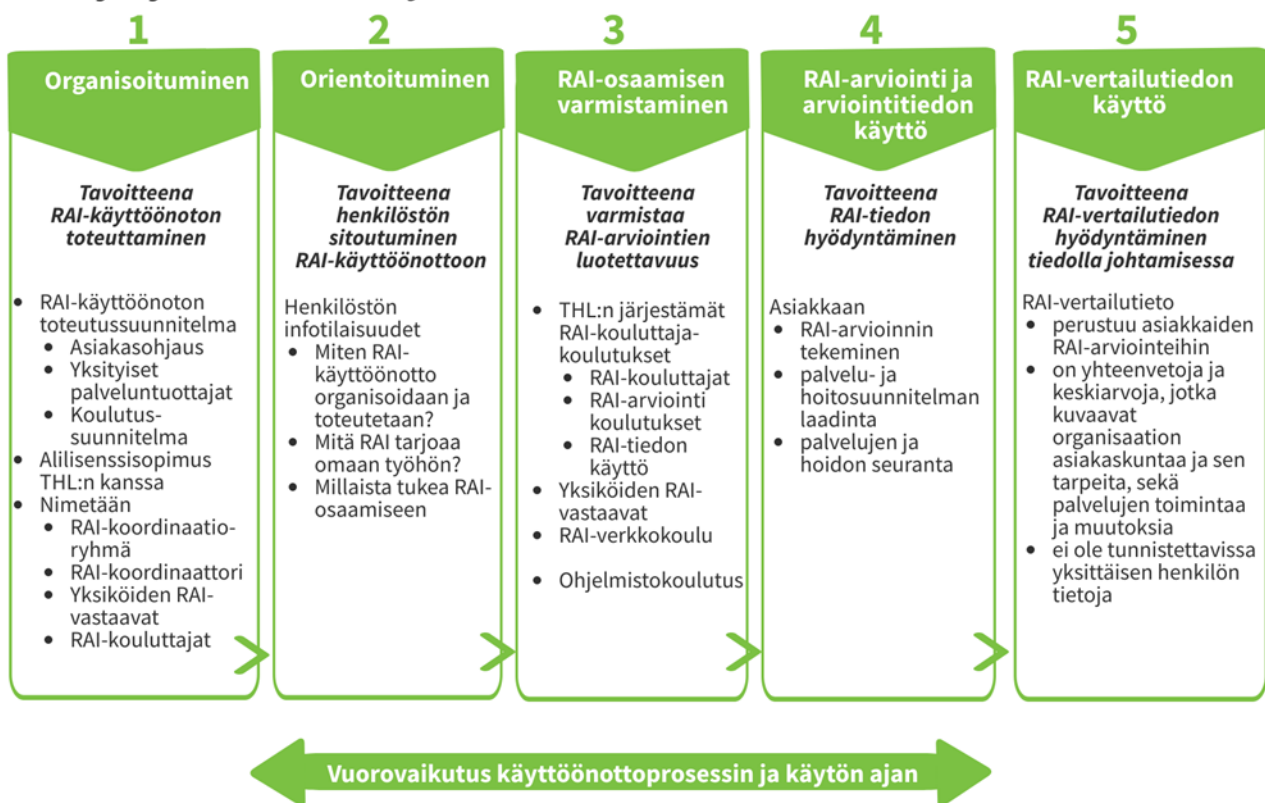 1
Organisoituminen
Tavoitteena
RAI-käyttöönoton
toteuttaminen
• RAI-käyttöönoton
toteutussuunnitelma
• Asiakasohjaus
• Yksityiset
palveluntuottajat
• Koulutus-
suunnitelma
• Alilisenssisopimus
THL:n kanssa
• Nimetään
• RAI-koordinaatio-
ryhmä
• RAI-koordinaattori
• Yksiköiden RAI-
vastaavat
• RAI-kouluttajat
2
Orientoituminen
Tavoitteena
henkilöstön
sitoutuminen
RAI-käyttöönottoon
Henkilöstön
infotilaisuudet
• Miten RAI-
käyttöönotto
organisoidaan ja
toteutetaan?
• Mitä RAI tarjoaa
omaan työhön?
• Millaista tukea RAI-
osaamiseen
3
RAI-osaamisen
varmistaminen
Tavoitteena
varmistaa
RAI-arviointien
luotettavuus
• THL:n järjestämät
RAI-kouluttaja-
koulutukset
• RAI-kouluttajat
• RAI-arviointi
koulutukset
• RAI-tiedon
käyttö
• Yksiköiden RAI-
vastaavat
• RAI-verkkokoulu
• Ohjelmistokoulutus
4
RAI-arviointi ja
arviointitiedon
käyttö
Tavoitteena
RAI-tiedon
hyödyntäminen
Asiakkaan
• RAI-arvioinnin
tekeminen
• palvelu- ja
hoitosuunnitelman
laadinta
• palvelujen ja
hoidon seuranta
5
RAI-vertailutiedon
käyttö
Tavoitteena
RAI-vertailutiedon
hyödyntäminen
tiedolla johtamisessa
RAI-vertailutieto
• perustuu asiakkaiden
RAI-arviointeihin
• on yhteenvetoja ja
keskiarvoja, jotka
kuvaavat
organisaation
asiakaskuntaa ja sen
tarpeita, sekä
palvelujen toimintaa
ja muutoksia
• ei ole tunnistettavissa
yksittäisen henkilön
tietoja
Vuorovaikutus käyttöönottoprosessin ja käytön ajan